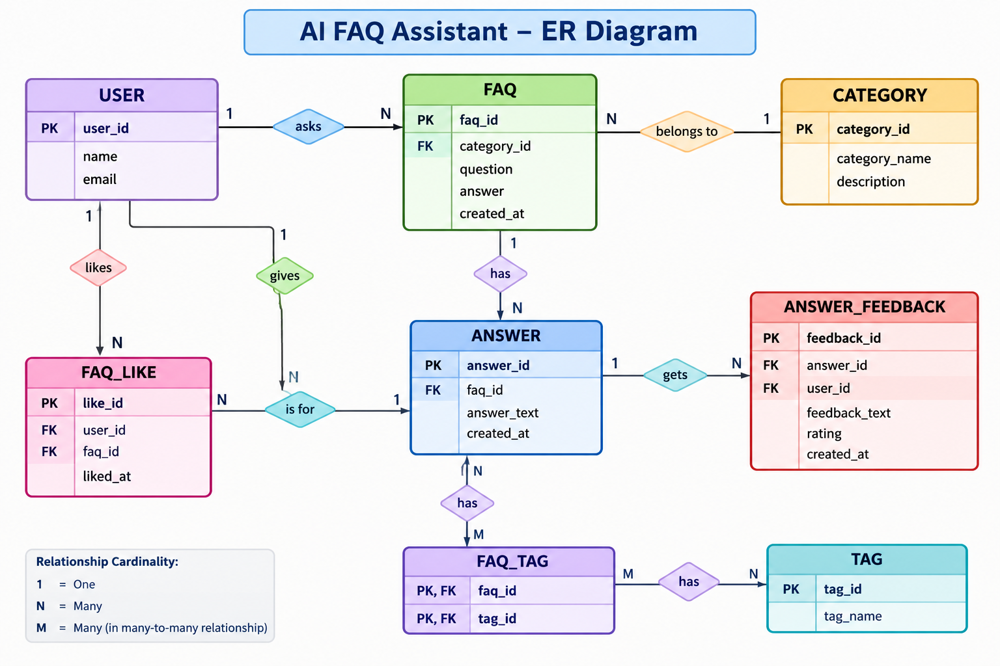 AI FAQ Assistant – ER Diagram
USER
PK user_id
name
email
1
asks
N
FAQ
PK faq_id
FK category_id
question
answer
created_at
N
belongs to
1
CATEGORY
PK category_id
category_name
description
1
likes
N
1
gives
N
1
has
N
FAQ_LIKE
PK like_id
FK user_id
FK faq_id
liked_at
N
is for
1
ANSWER
PK answer_id
FK faq_id
answer_text
created_at
1
gets
N
ANSWER_FEEDBACK
PK feedback_id
FK answer_id
FK user_id
feedback_text
rating
created_at
N
has
M
FAQ_TAG
PK, FK faq_id
PK, FK tag_id
M
has
N
TAG
PK tag_id
tag_name
Relationship Cardinality:
1 = One
N = Many
M = Many (in many-to-many relationship)